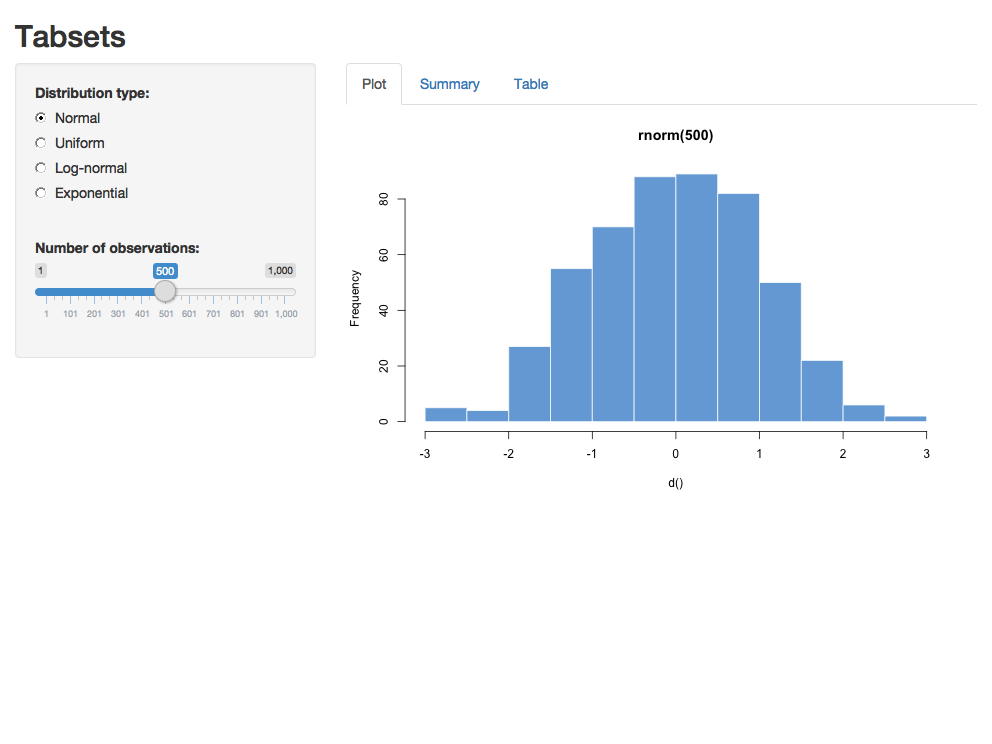 Tabsets
Distribution type:
Normal
Uniform
Log-normal
Exponential
Number of observations:
1 500 1,000
1 101 201 301 401 501 601 701 801 901 1,000
Plot Summary Table
rnorm(500)
Frequency
80
60
40
20
0
-3 -2 -1 0 1 2 3
d()